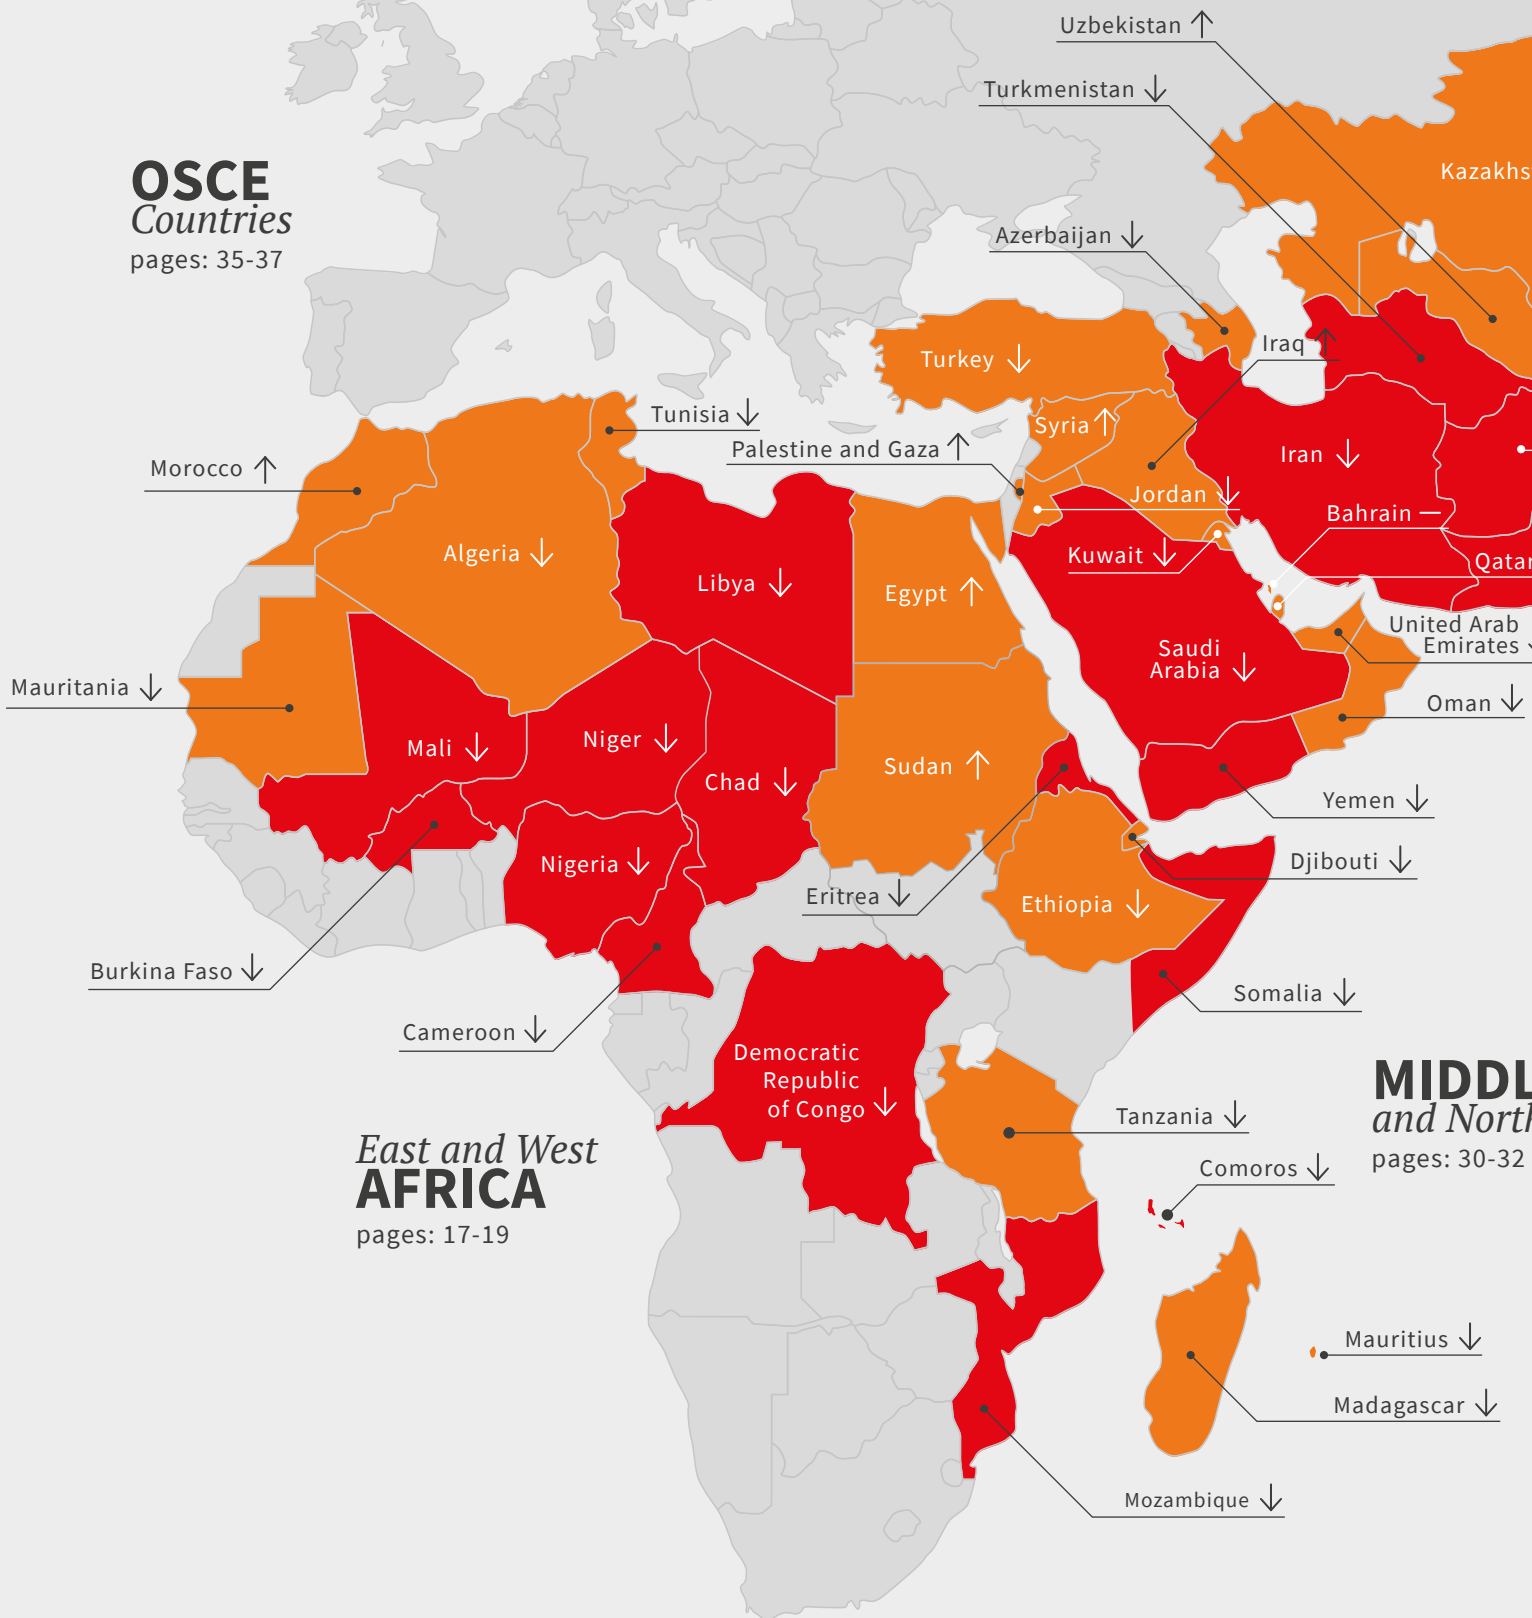 Uzbekistan ↑
Turkmenistan ↓
Kazakhs
OSCE
Countries
pages: 35-37
Azerbaijan ↓
Iraq ↑
Turkey ↓
Tunisia ↓
Syria ↑
Palestine and Gaza ↑
Iran ↓
Morocco ↑
Jordan ↓
Bahrain –
Algeria ↓
Kuwait ↓
Qatar
Libya ↓
Egypt ↑
United Arab
Emirates
Saudi
Arabia ↓
Mauritania ↓
Oman ↓
Mali ↓
Niger ↓
Chad ↓
Sudan ↑
Yemen ↓
Nigeria ↓
Djibouti ↓
Eritrea ↓
Ethiopia ↓
Burkina Faso ↓
Somalia ↓
Cameroon ↓
Democratic
Republic
of Congo ↓
MIDDL
and North
pages: 30-32
Tanzania ↓
East and West
AFRICA
pages: 17-19
Comoros ↓
Mauritius ↓
Madagascar ↓
Mozambique ↓